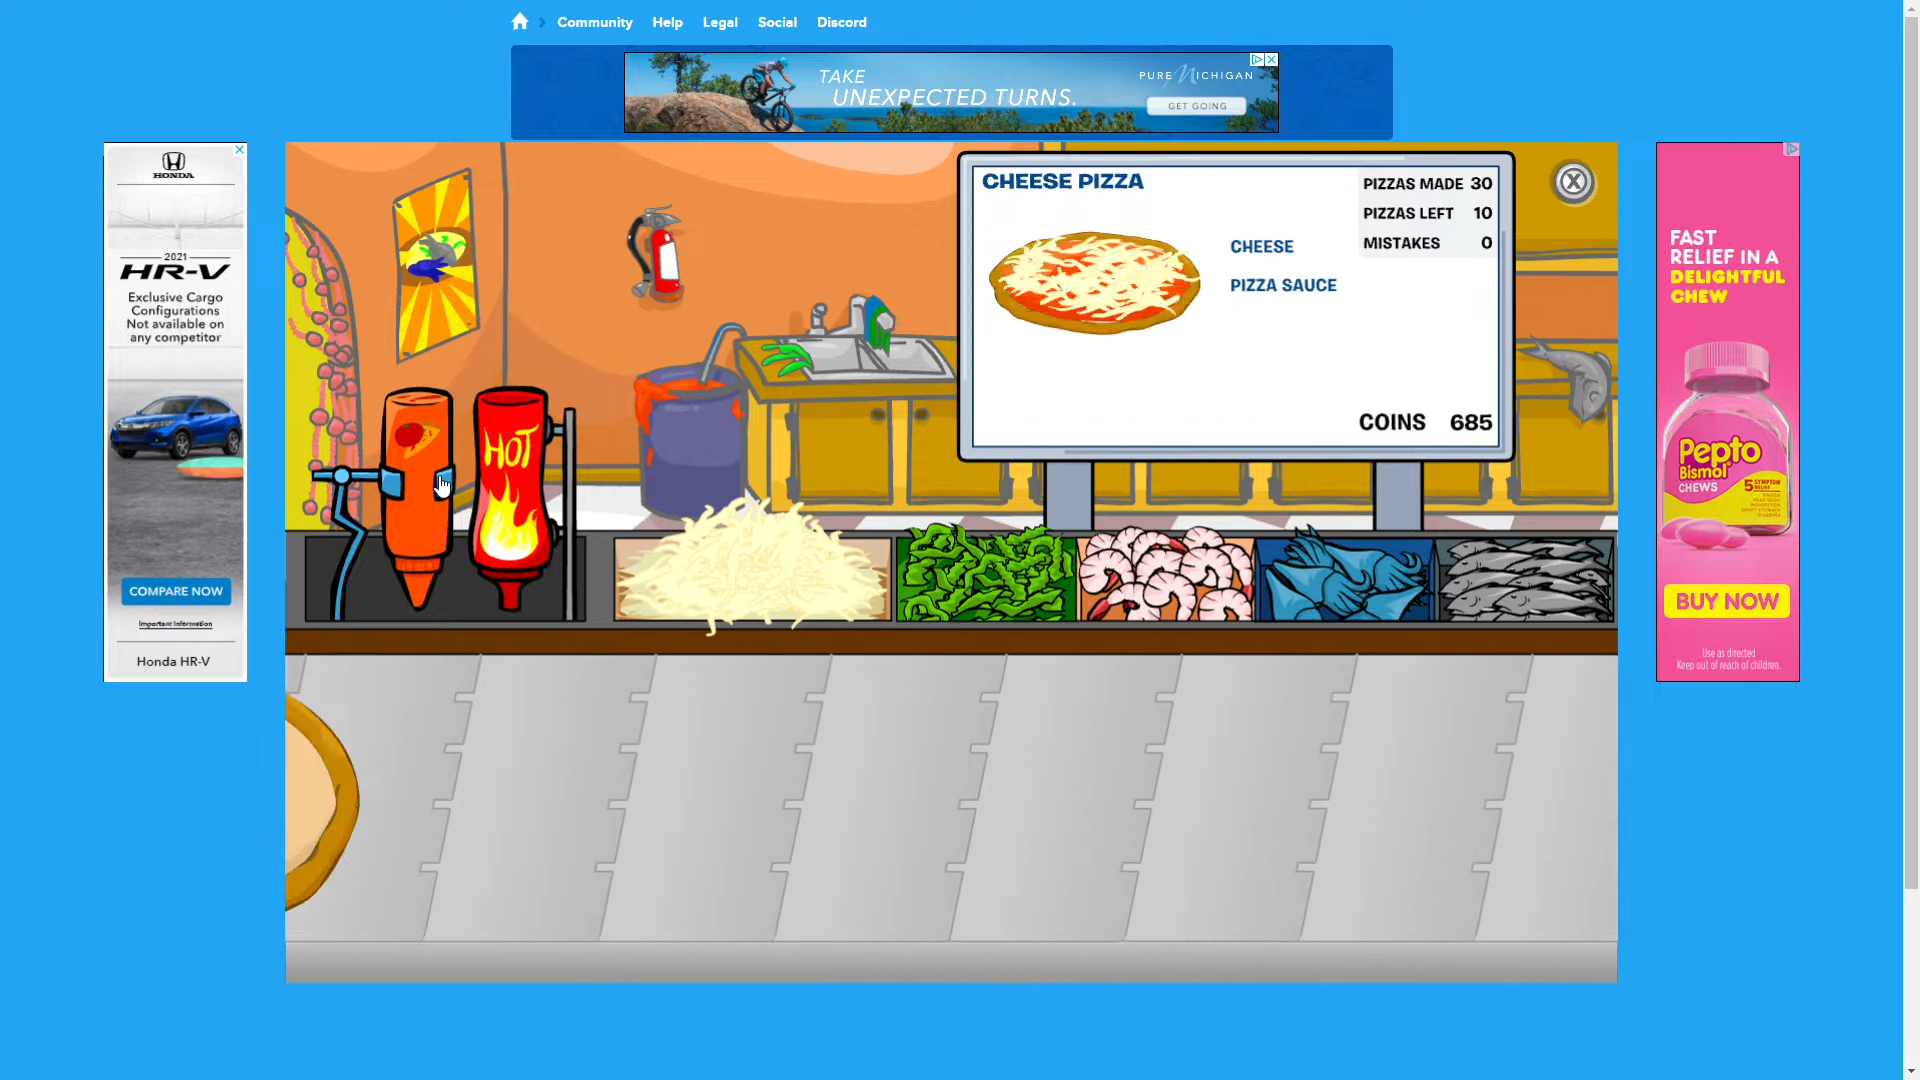 Community Help Legal Social Discord
TAKE
UNEXPECTED TURNS.
PURE MICHIGAN
GET GOING
HONDA
2021
HR-V
Exclusive Cargo
Configurations
Not available on
any competitor
COMPARE NOW
Important Information
Honda HR-V
CHEESE PIZZA
PIZZAS MADE 30
PIZZAS LEFT 10
MISTAKES 0
CHEESE
PIZZA SAUCE
COINS 685
HOT
FAST
RELIEF IN A
DELIGHTFUL
CHEW
Pepto
Bismol
CHEWS
5 SYMPTOM
RELIEF
BUY NOW
Use as directed
Keep out of reach of children.